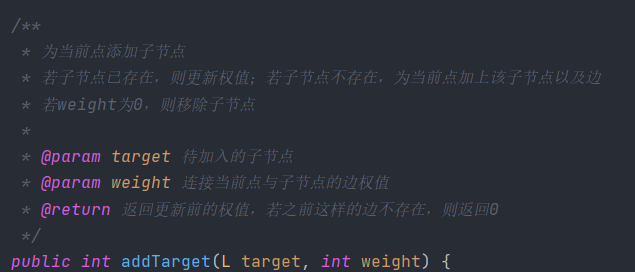 /**
 * 为当前点添加子节点
 * 若子节点已存在，则更新权值；若子节点不存在，为当前点加上该子节点以及边
 * 若weight为0，则移除子节点
 *
 * @param target 待加入的子节点
 * @param weight 连接当前点与子节点的边权值
 * @return 返回更新前的权值，若之前这样的边不存在，则返回0
 */
public int addTarget(L target, int weight) {